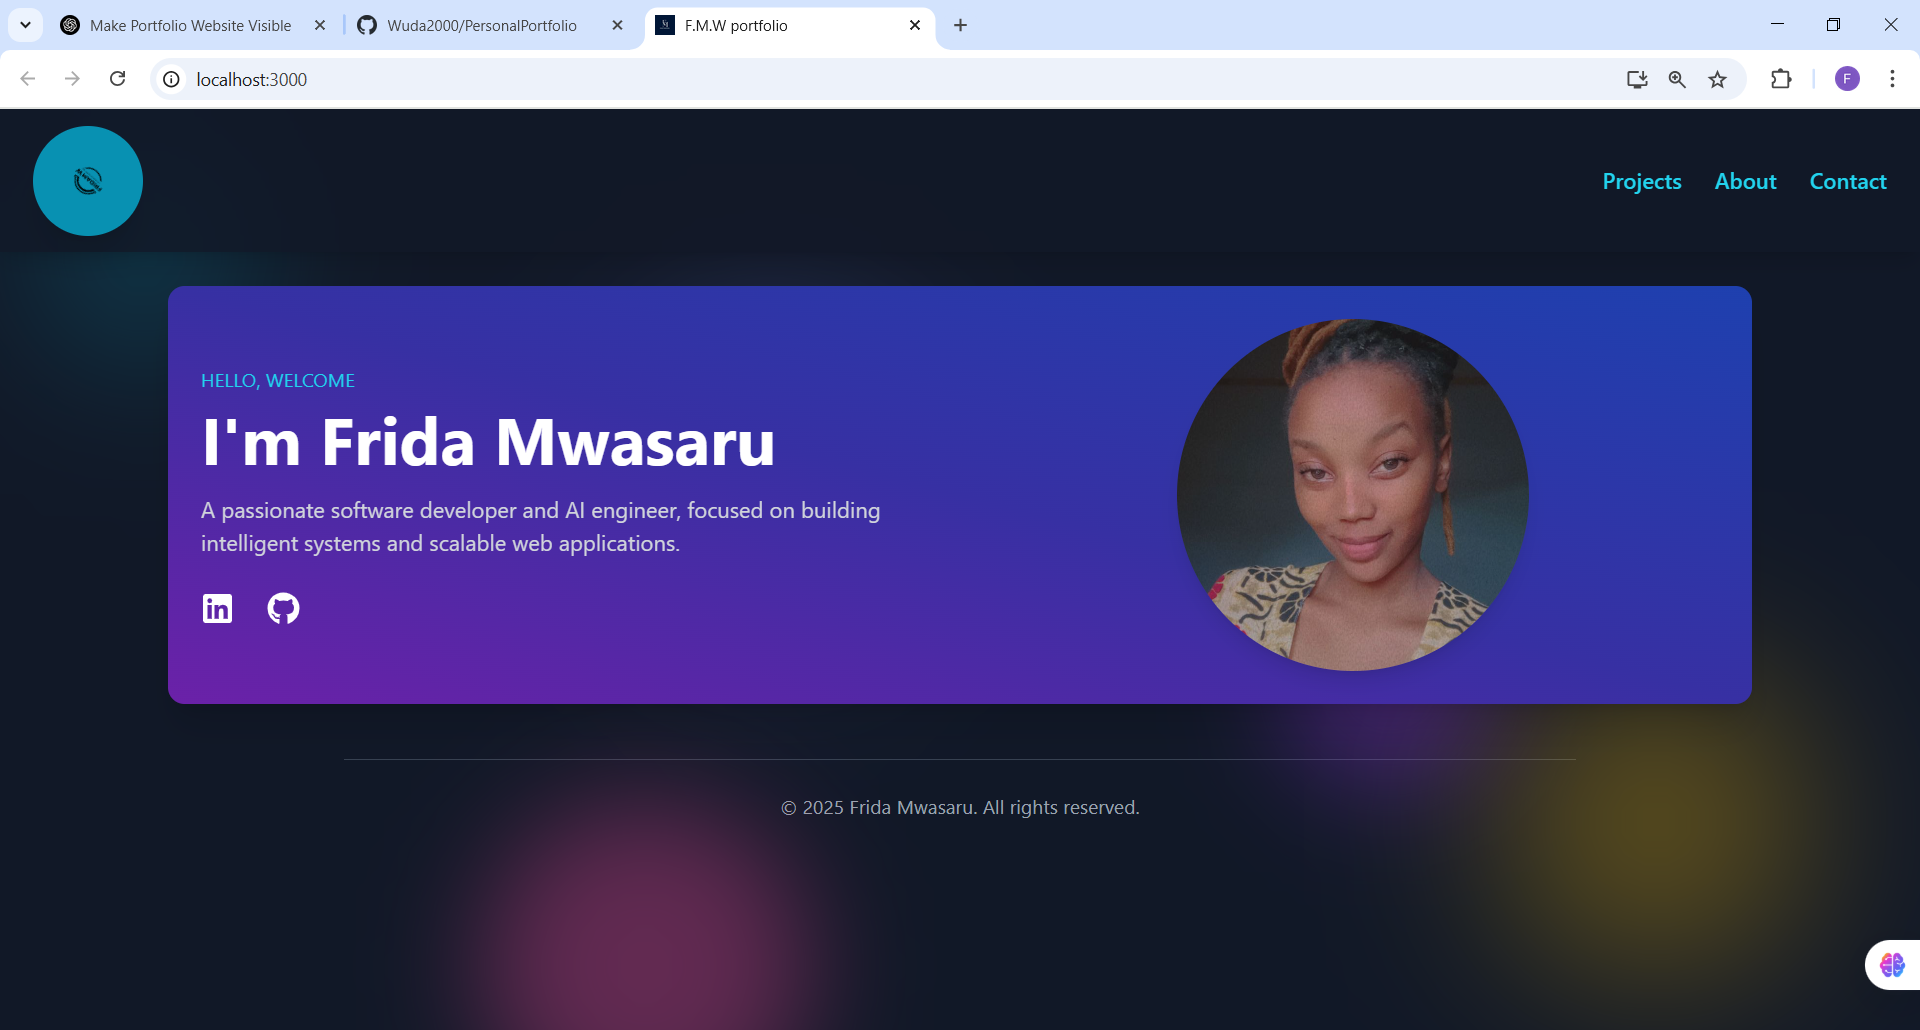 Make Portfolio Website Visible
Wuda2000/PersonalPortfolio
F.M.W portfolio
localhost:3000
F
Projects
About
Contact
HELLO, WELCOME
I'm Frida Mwasaru
A passionate software developer and AI engineer, focused on building
intelligent systems and scalable web applications.
in
© 2025 Frida Mwasaru. All rights reserved.